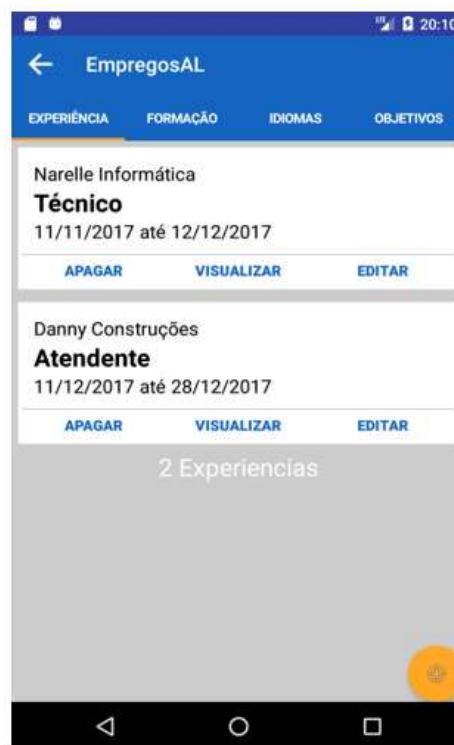 20:10
EmpregosAL
EXPERIÊNCIA FORMAÇÃO IDIOMAS OBJETIVOS
Narelle Informática
Técnico
11/11/2017 até 12/12/2017
APAGAR VISUALIZAR EDITAR
Danny Construções
Atendente
11/12/2017 até 28/12/2017
APAGAR VISUALIZAR EDITAR
2 Experiencias